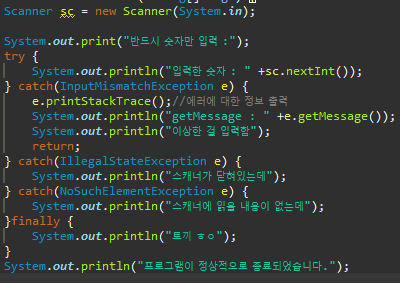 Scanner sc = new Scanner(System.in);
System.out.print("반드시 숫자만 입력 :");
try {
System.out.println("입력한 숫자 : " +sc.nextInt());
} catch(InputMismatchException e) {
e.printStackTrace();//에러에 대한 정보 출력
System.out.println("getMessage : " +e.getMessage());
System.out.println("이상한 걸 입력함");
return;
} catch(IllegalStateException e) {
System.out.println("스캐너가 닫혀있는데");
} catch(NoSuchElementException e) {
System.out.println("스캐너에 읽을 내용이 없는데");
}finally {
System.out.println("토끼 ㅎㅇ");
}
System.out.println("프로그램이 정상적으로 종료되었습니다.");